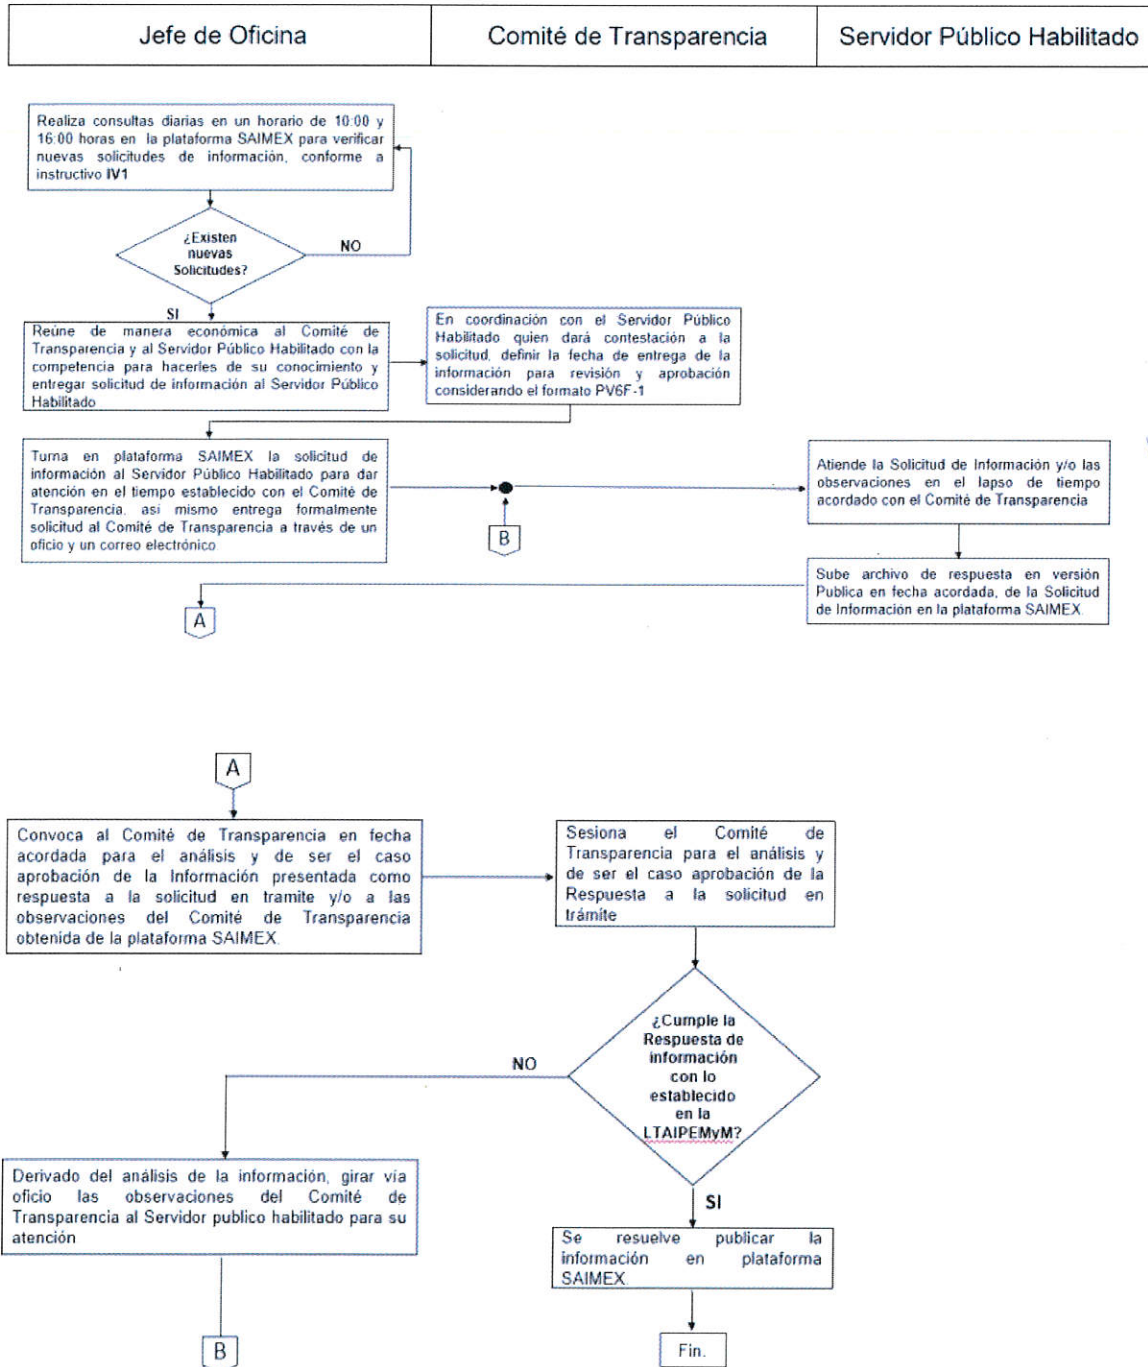 Jefe de Oficina
Comité de Transparencia
Servidor Público Habilitado
Realiza consultas diarias en un horario de 10:00 y
16:00 horas en la plataforma SAIMEX para verificar
nuevas solicitudes de información, conforme a
instructivo IV1
¿Existen
nuevas
Solicitudes?
NO
SI
Reúne de manera económica al Comité de
Transparencia y al Servidor Público Habilitado con la
competencia para hacerles de su conocimiento y
entregar solicitud de información al Servidor Público
Habilitado
En coordinación con el Servidor Público
Habilitado quien dará contestación a la
solicitud, definir la fecha de entrega de la
información para revisión y aprobación
considerando el formato PV6F-1
Turna en plataforma SAIMEX la solicitud de
información al Servidor Público Habilitado para dar
atención en el tiempo establecido con el Comité de
Transparencia, así mismo entrega formalmente
solicitud al Comité de Transparencia a través de un
oficio y un correo electrónico
B
Atiende la Solicitud de Información y/o las
observaciones en el lapso de tiempo
acordado con el Comité de Transparencia
Sube archivo de respuesta en versión
Publica en fecha acordada, de la Solicitud
de Información en la plataforma SAIMEX.
A
A
Convoca al Comité de Transparencia en fecha
acordada para el análisis y de ser el caso
aprobación de la Información presentada como
respuesta a la solicitud en tramite y/o a las
observaciones del Comité de Transparencia
obtenida de la plataforma SAIMEX.
Sesiona el Comité de
Transparencia para el análisis y
de ser el caso aprobación de la
Respuesta a la solicitud en
trámite
¿Cumple la
Respuesta de
información
con lo
establecido
en la
LTAIPEMyM?
NO
SI
Derivado del análisis de la información, girar vía
oficio las observaciones del Comité de
Transparencia al Servidor publico habilitado para su
atención
Se resuelve publicar la
información en plataforma
SAIMEX.
B
Fin.